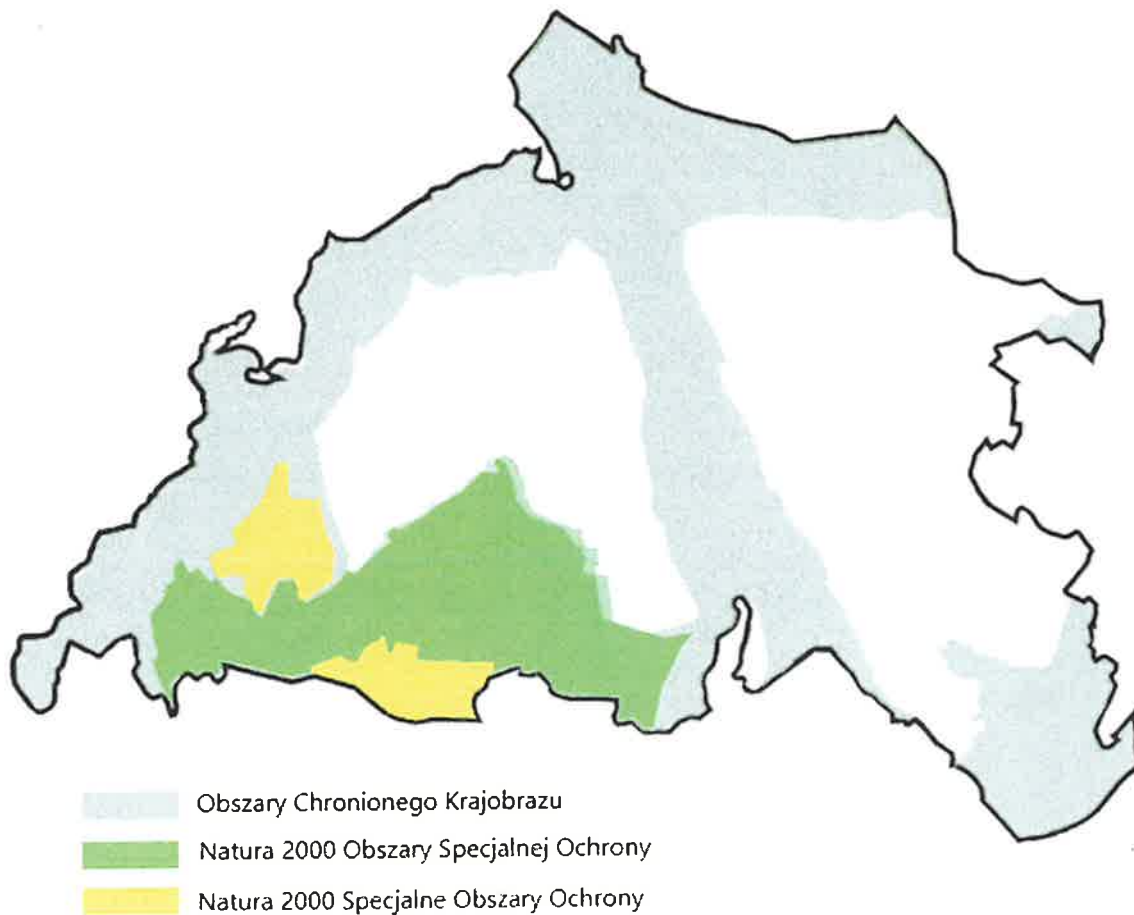 Obszary Chronionego Krajobrazu
Natura 2000 Obszary Specjalnej Ochrony
Natura 2000 Specjalne Obszary Ochrony